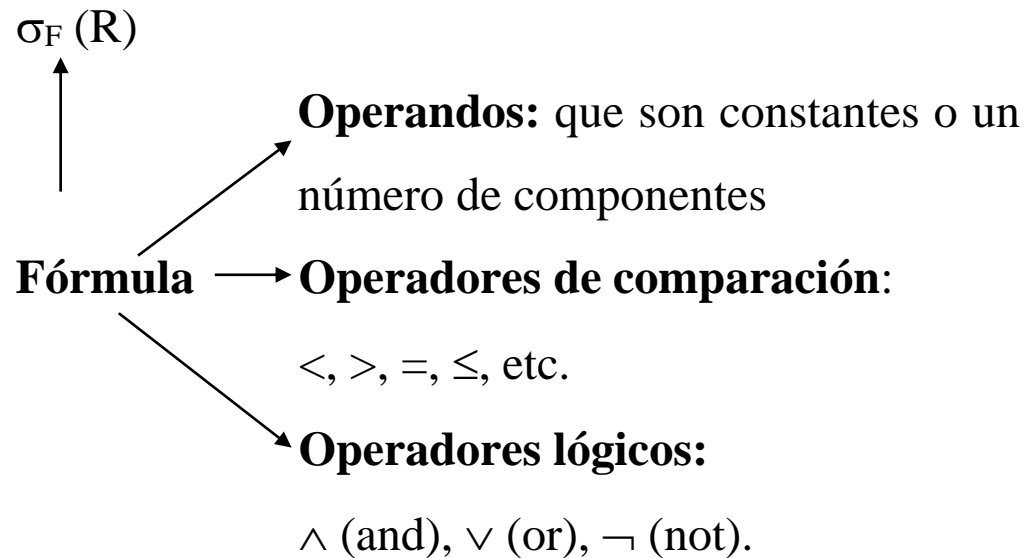 σF (R)
Operandos: que son constantes o un
número de componentes
Fórmula Operadores de comparación:
<, >, =, ≤, etc.
Operadores lógicos:
∧ (and), ∨ (or), ¬ (not).